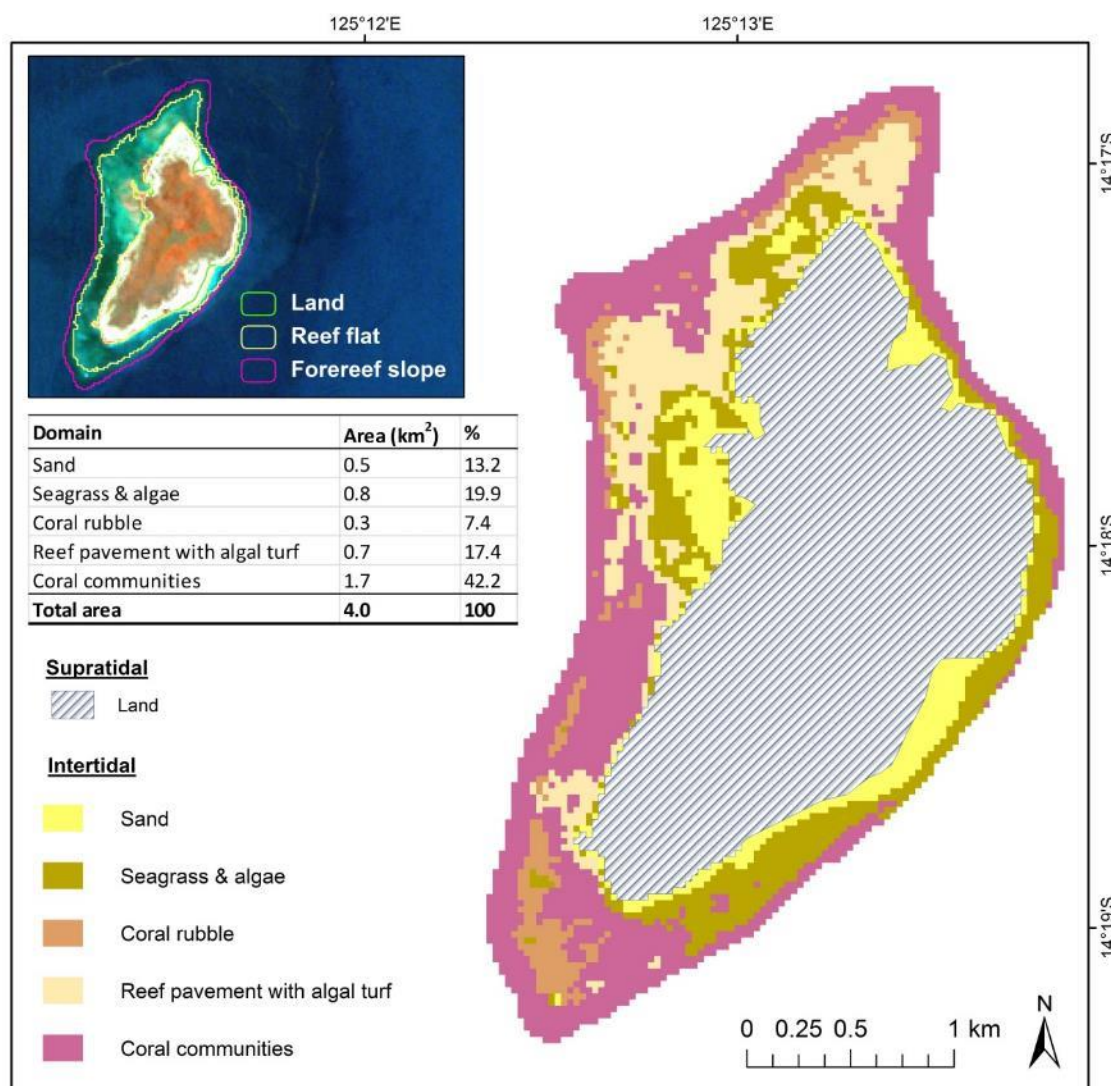 125°12'E 125°13'E
Land
Reef flat
Forereef slope
14°17'S
Domain Area (km²) %
Sand 0.5 13.2
Seagrass & algae 0.8 19.9
Coral rubble 0.3 7.4
Reef pavement with algal turf 0.7 17.4
Coral communities 1.7 42.2
Total area 4.0 100
14°18'S
Supratidal
Land
Intertidal
Sand
Seagrass & algae
Coral rubble
14°19'S
Reef pavement with algal turf
Coral communities
N
0 0.25 0.5 1 km